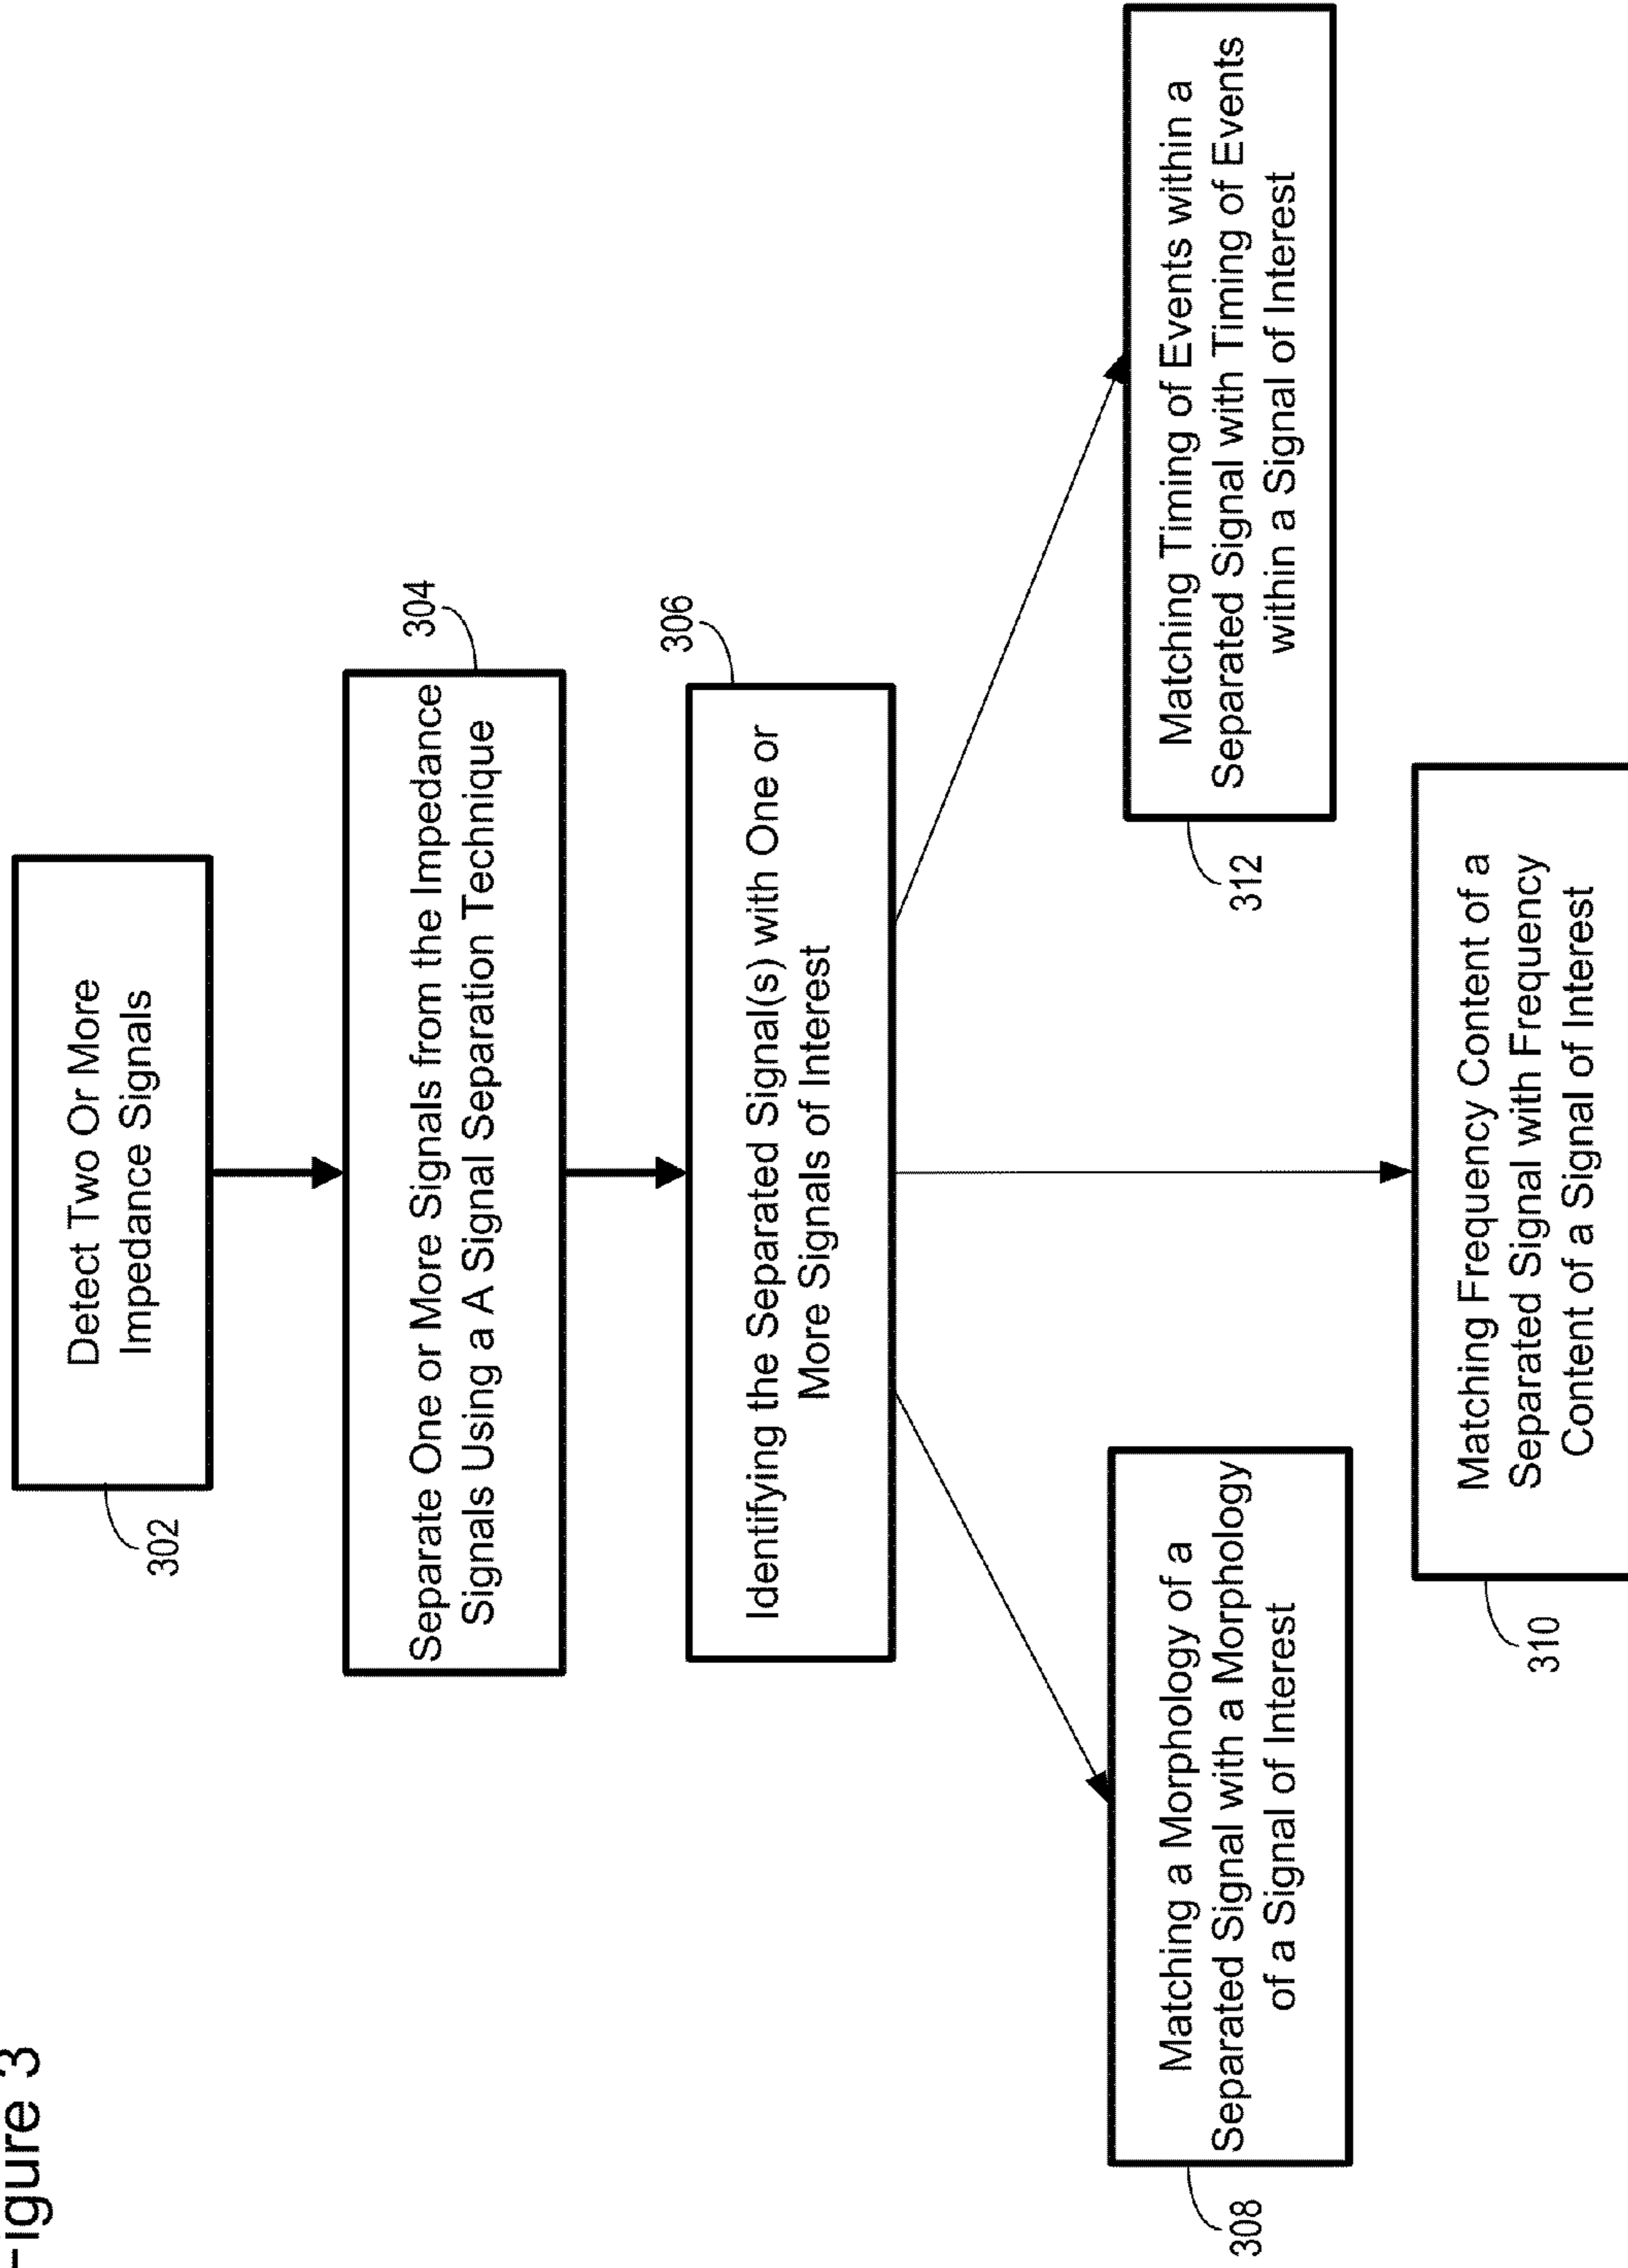 Figure 3
Detect Two Or More
Impedance Signals
302
304
Separate One or More Signals from the Impedance
Signals Using a A Signal Separation Technique
306
Identifying the Separated Signal(s) with One or
More Signals of Interest
Matching a Morphology of a
Separated Signal with a Morphology
of a Signal of Interest
308
Matching Timing of Events within a
Separated Signal with Timing of Events
within a Signal of Interest
312
Matching Frequency Content of a
Separated Signal with Frequency
Content of a Signal of Interest
310